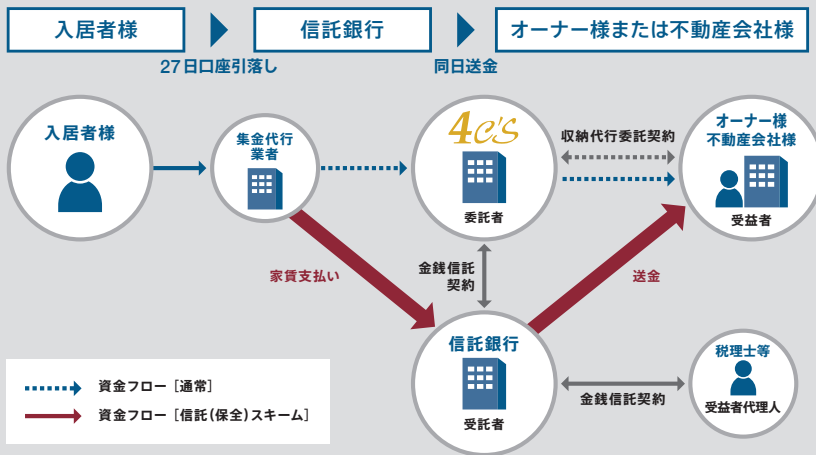 入居者様
信託銀行
オーナー様または不動産会社様
27日口座引落し
同日送金
入居者様
集金代行
業者
4C'S
委託者
収納代行委託契約
オーナー様
不動産会社様
受益者
家賃支払い
金銭信託
契約
送金
信託銀行
受託者
金銭信託契約
税理士等
受益者代理人
資金フロー［通常］
資金フロー［信託(保全)スキーム］